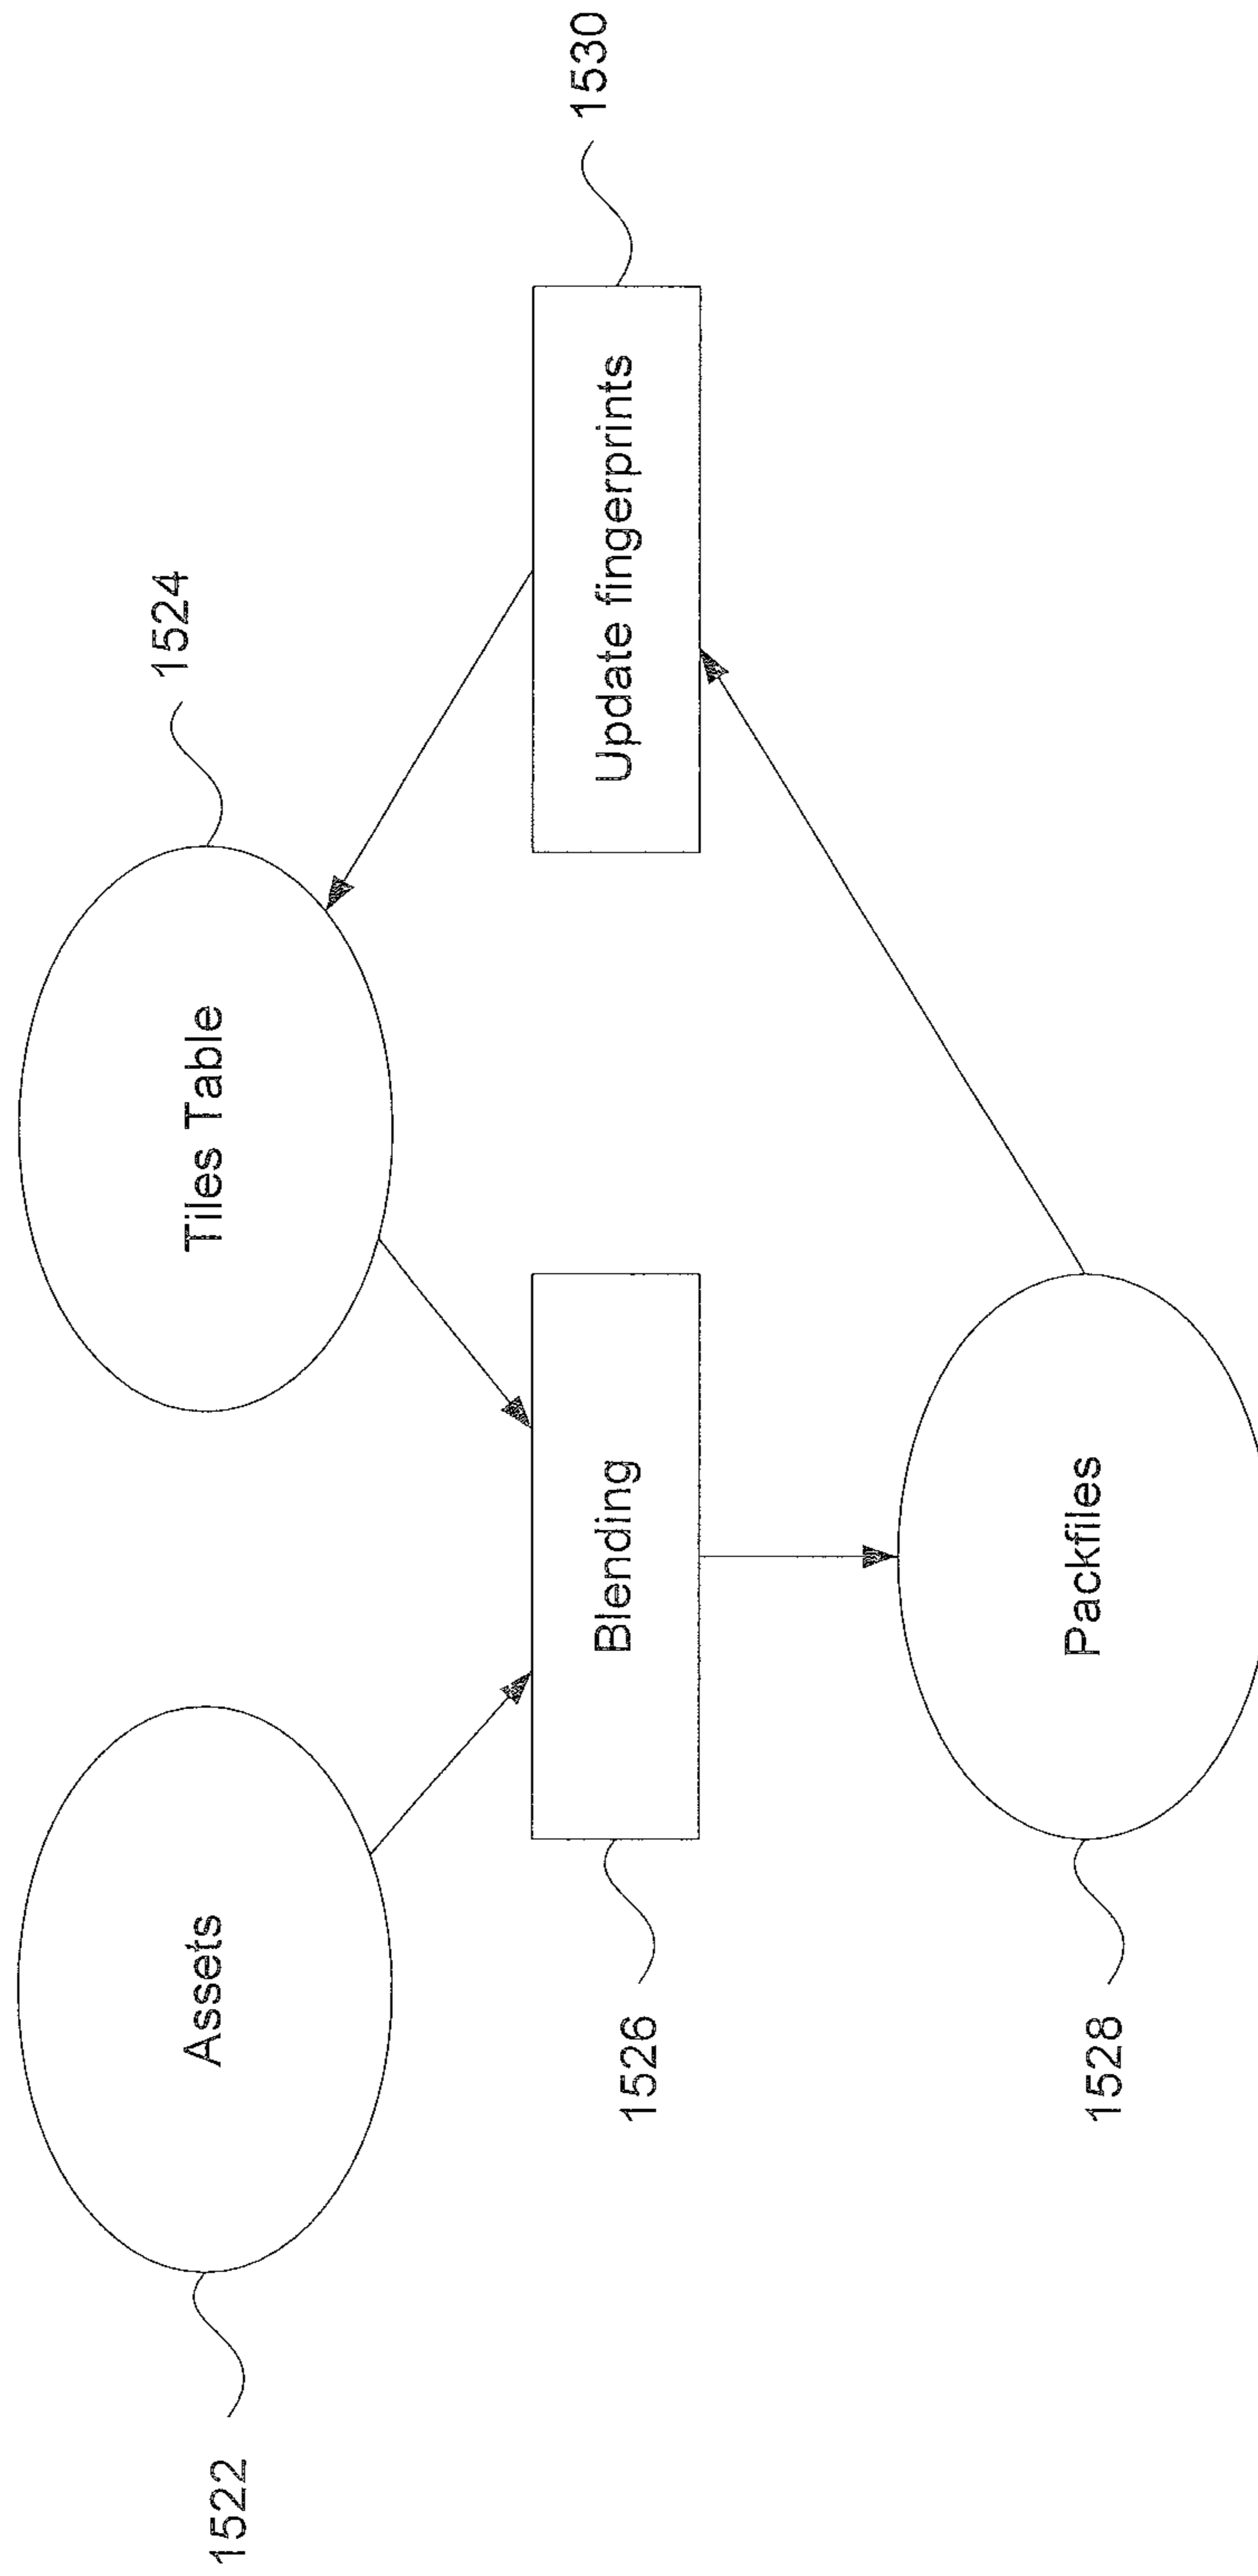 1522
Assets
Tiles Table
1524
1526
Blending
Update fingerprints
1530
1528
Packfiles